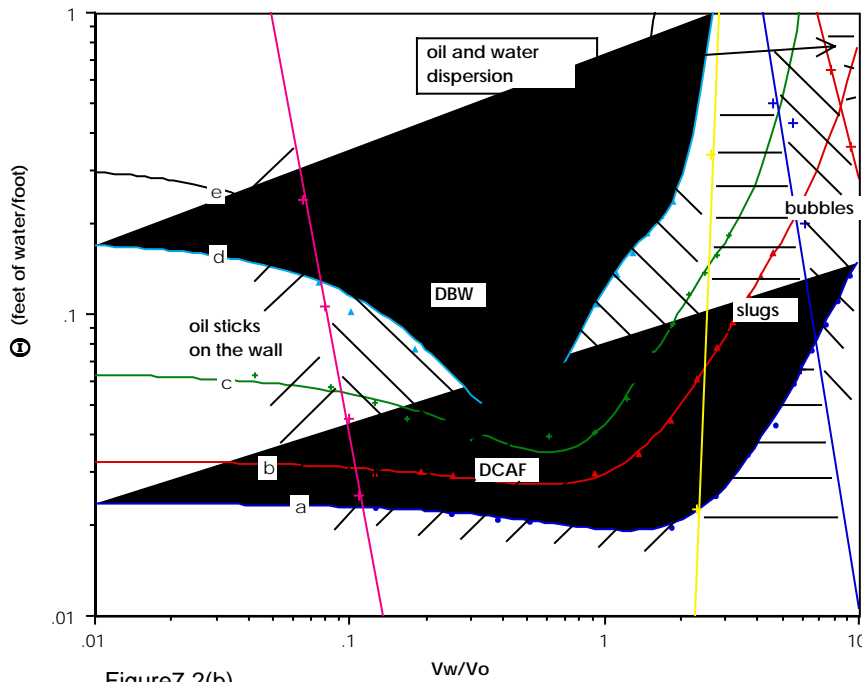 1
oil and water
dispersion
e
bubbles
d
DBW
.1
slugs
oil sticks
on the wall
c
b
DCAF
a
.01
.01
.1
1
10
Θ (feet of water/foot)
Vw/Vo
Figure7.2(b)